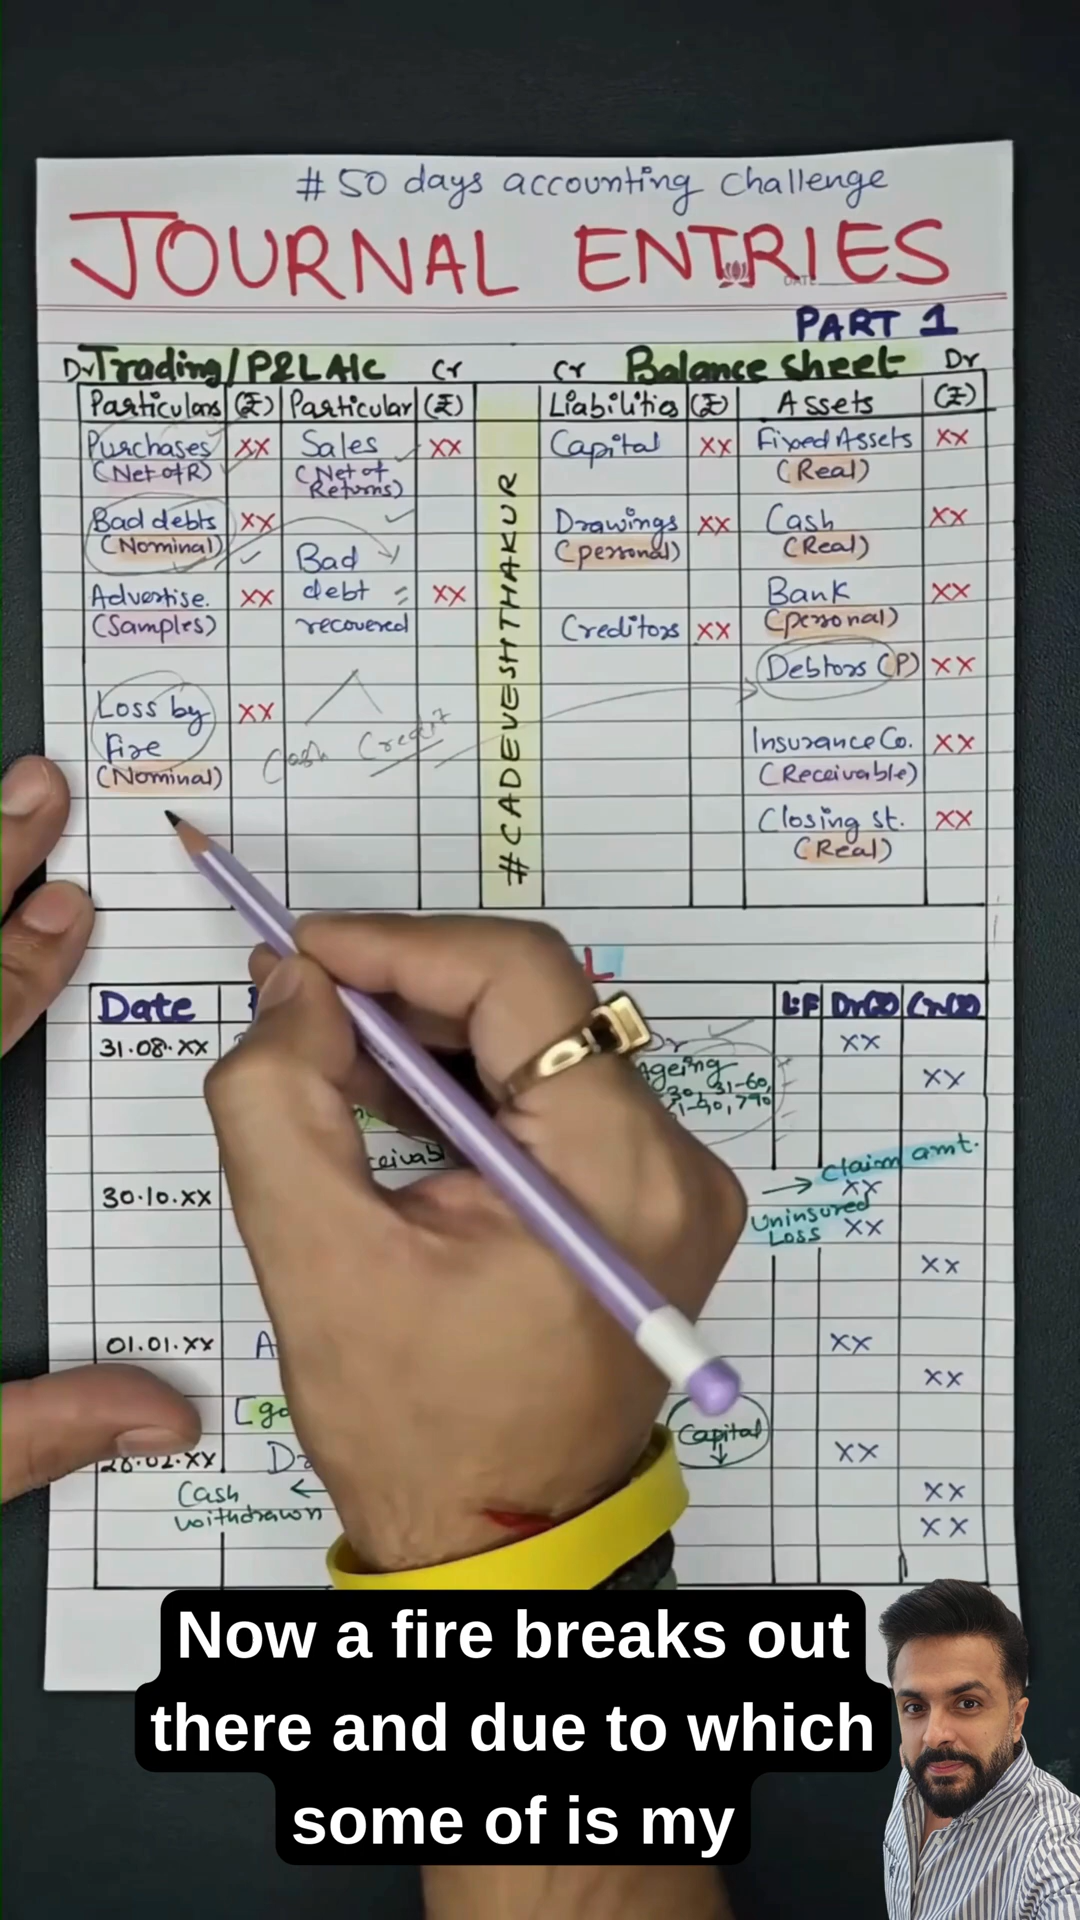 # 50 days accounting challenge
JOURNAL ENTRIES
DATE
PART 1
Dr Trading/P&L A/c Cr
Cr Balance sheet Dr
Particulars (₹) Particular (₹)
Liabilities (₹) Assets (₹)
Purchases XX Sales XX
(Net of R) (Net of Returns)
Bad debts XX
(Nominal)
Bad debt recovered = XX
Advertise. XX
(Samples)
Loss by Fire XX
(Nominal)
Cash Credit
#CADEVESHTHAKUR
Capital XX Fixed Assets XX
(Real)
Drawings XX Cash XX
(personal) (Real)
Bank XX
Creditors XX (personal)
Debtors (P) XX
Insurance Co. XX
(Receivable)
Closing st. XX
(Real)
L
Date L.F Dr(₹) Cr(₹)
31.08.XX Dr XX
Ageing XX
31-60,
>90
30.10.XX → Claim amt. XX
Uninsured Loss XX
XX
01.01.XX A XX
XX
[go Capital
28.02.XX D XX
Cash ← XX
withdrawn XX
Now a fire breaks out
there and due to which
some of is my